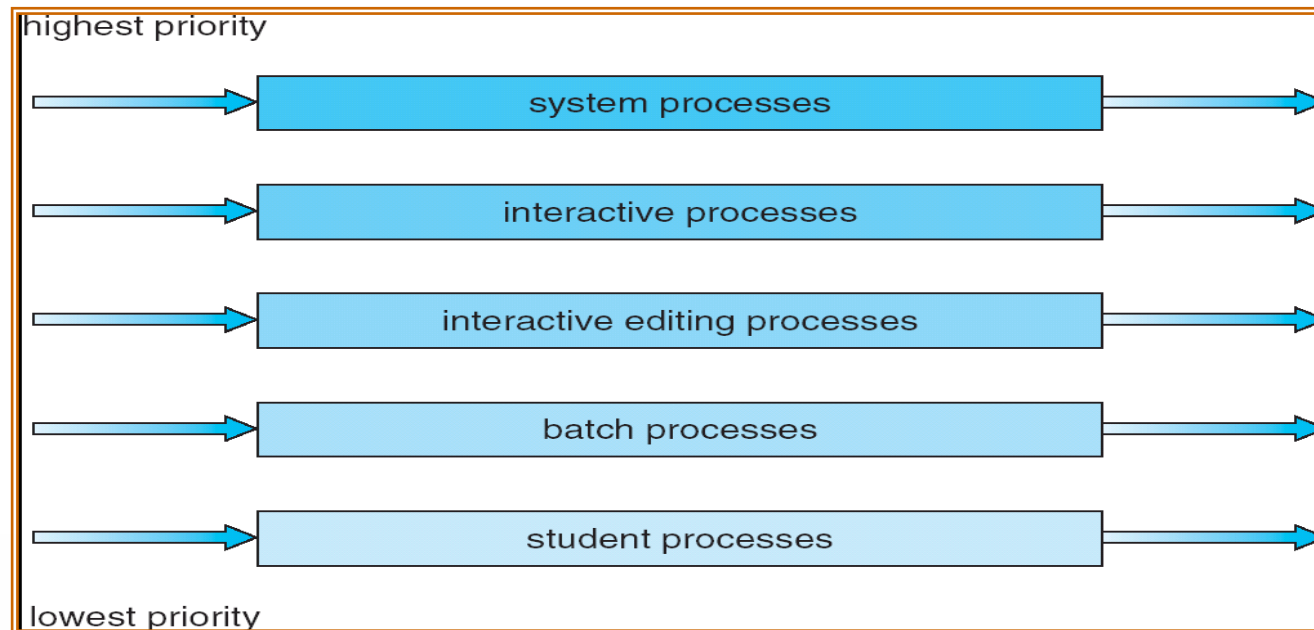 highest priority
system processes
interactive processes
interactive editing processes
batch processes
student processes
lowest priority